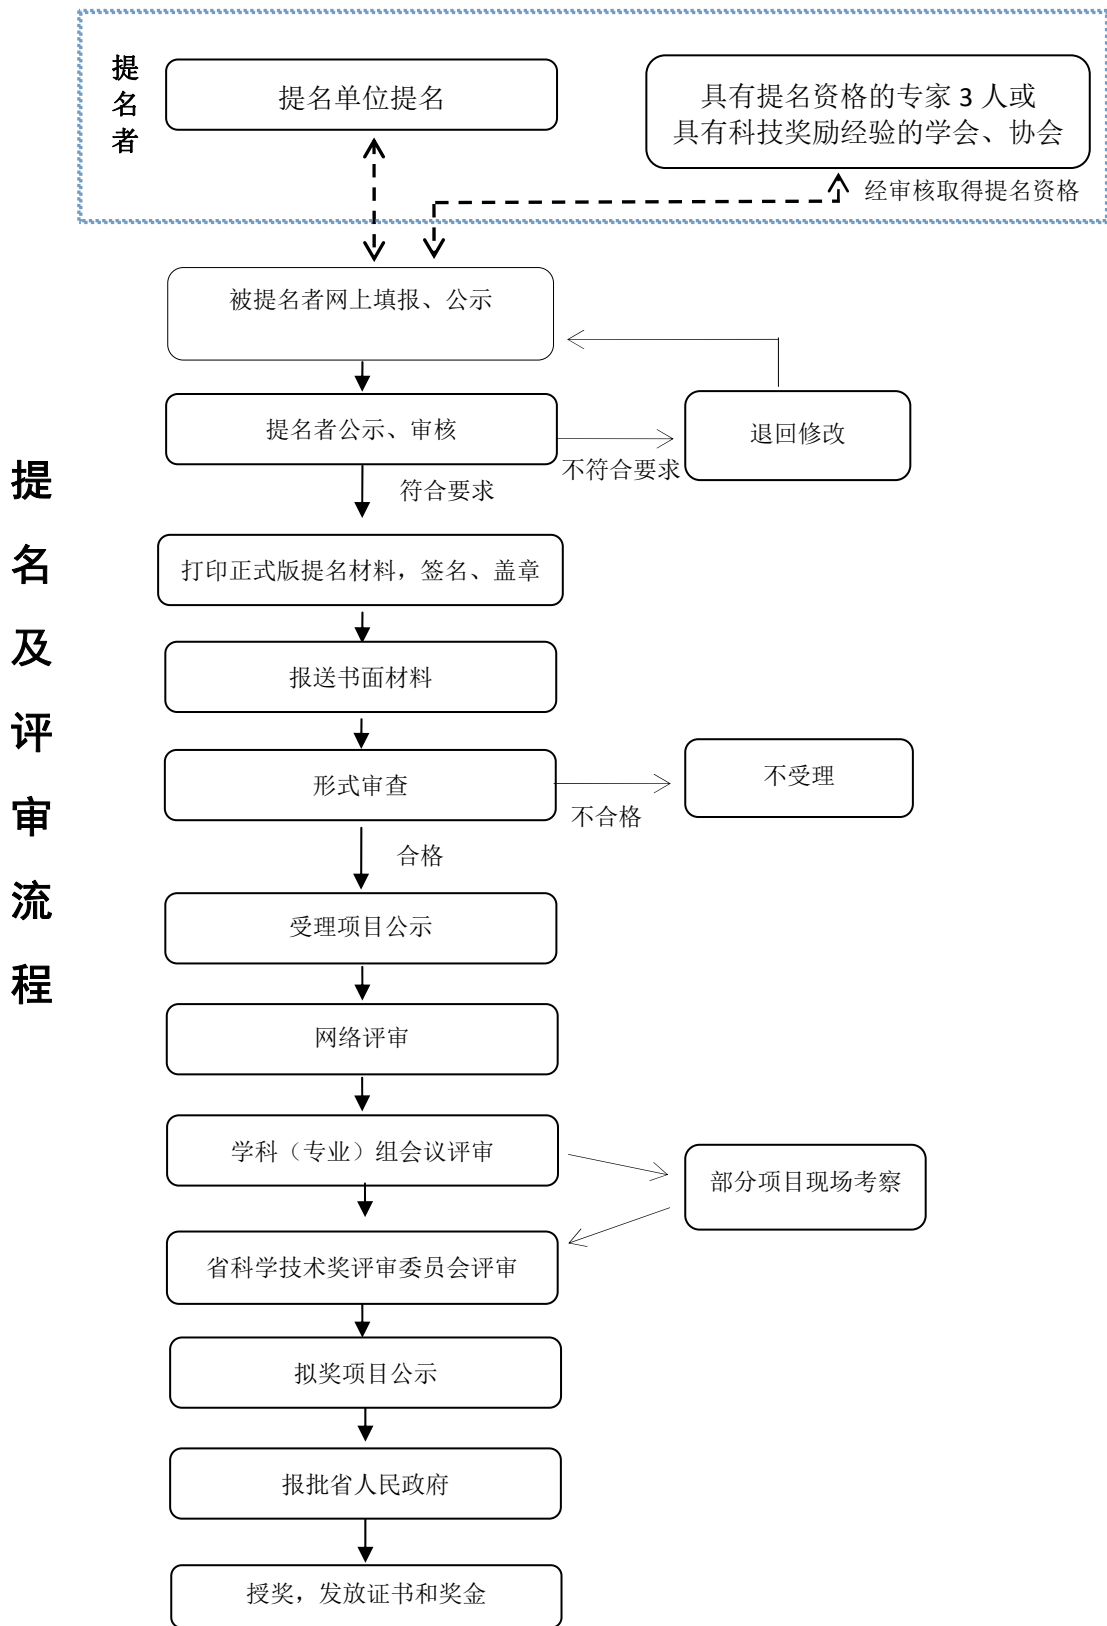 提名者
提名单位提名
具有提名资格的专家 3 人或
具有科技奖励经验的学会、协会
经审核取得提名资格
被提名者网上填报、公示
提名者公示、审核
退回修改
不符合要求
符合要求
提名及评审流程
打印正式版提名材料，签名、盖章
报送书面材料
形式审查
不受理
不合格
合格
受理项目公示
网络评审
学科（专业）组会议评审
部分项目现场考察
省科学技术奖评审委员会评审
拟奖项目公示
报批省人民政府
授奖，发放证书和奖金